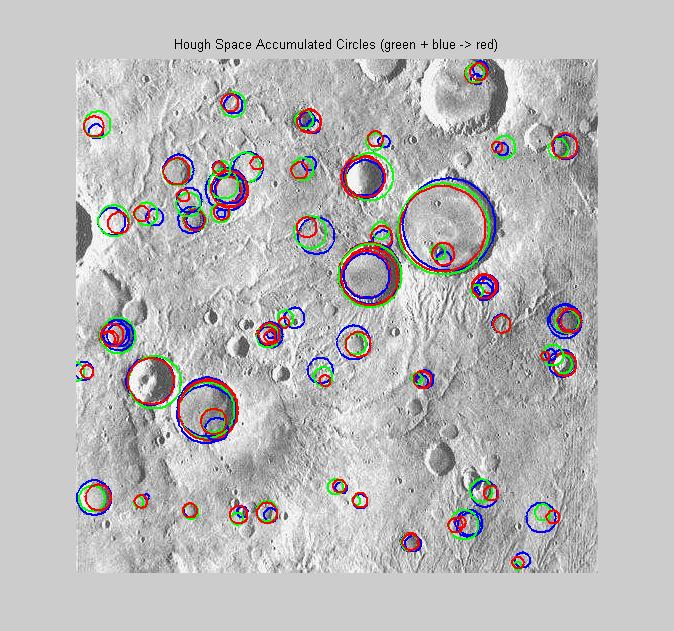 Hough Space Accumulated Circles (green + blue -> red)